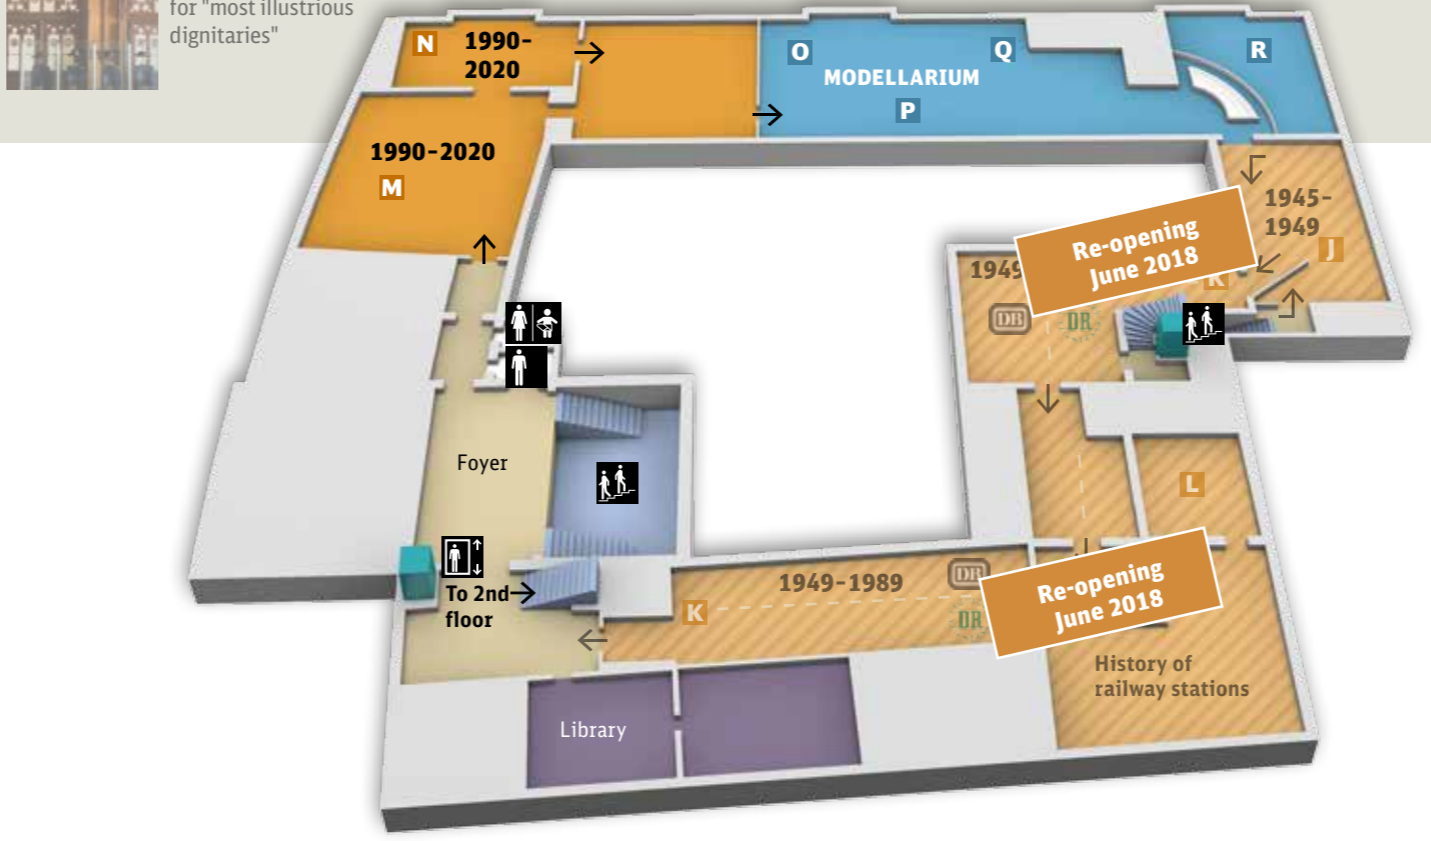 for "most illustrious
dignitaries"
N
1990-
2020
O
Q
R
MODELLARIUM
P
1990-2020
M
1945-
1949
J
Re-opening
June 2018
K
1949
DB
DR
Foyer
L
To 2nd
floor
1949-1989
DB
K
DR
Re-opening
June 2018
History of
railway stations
Library